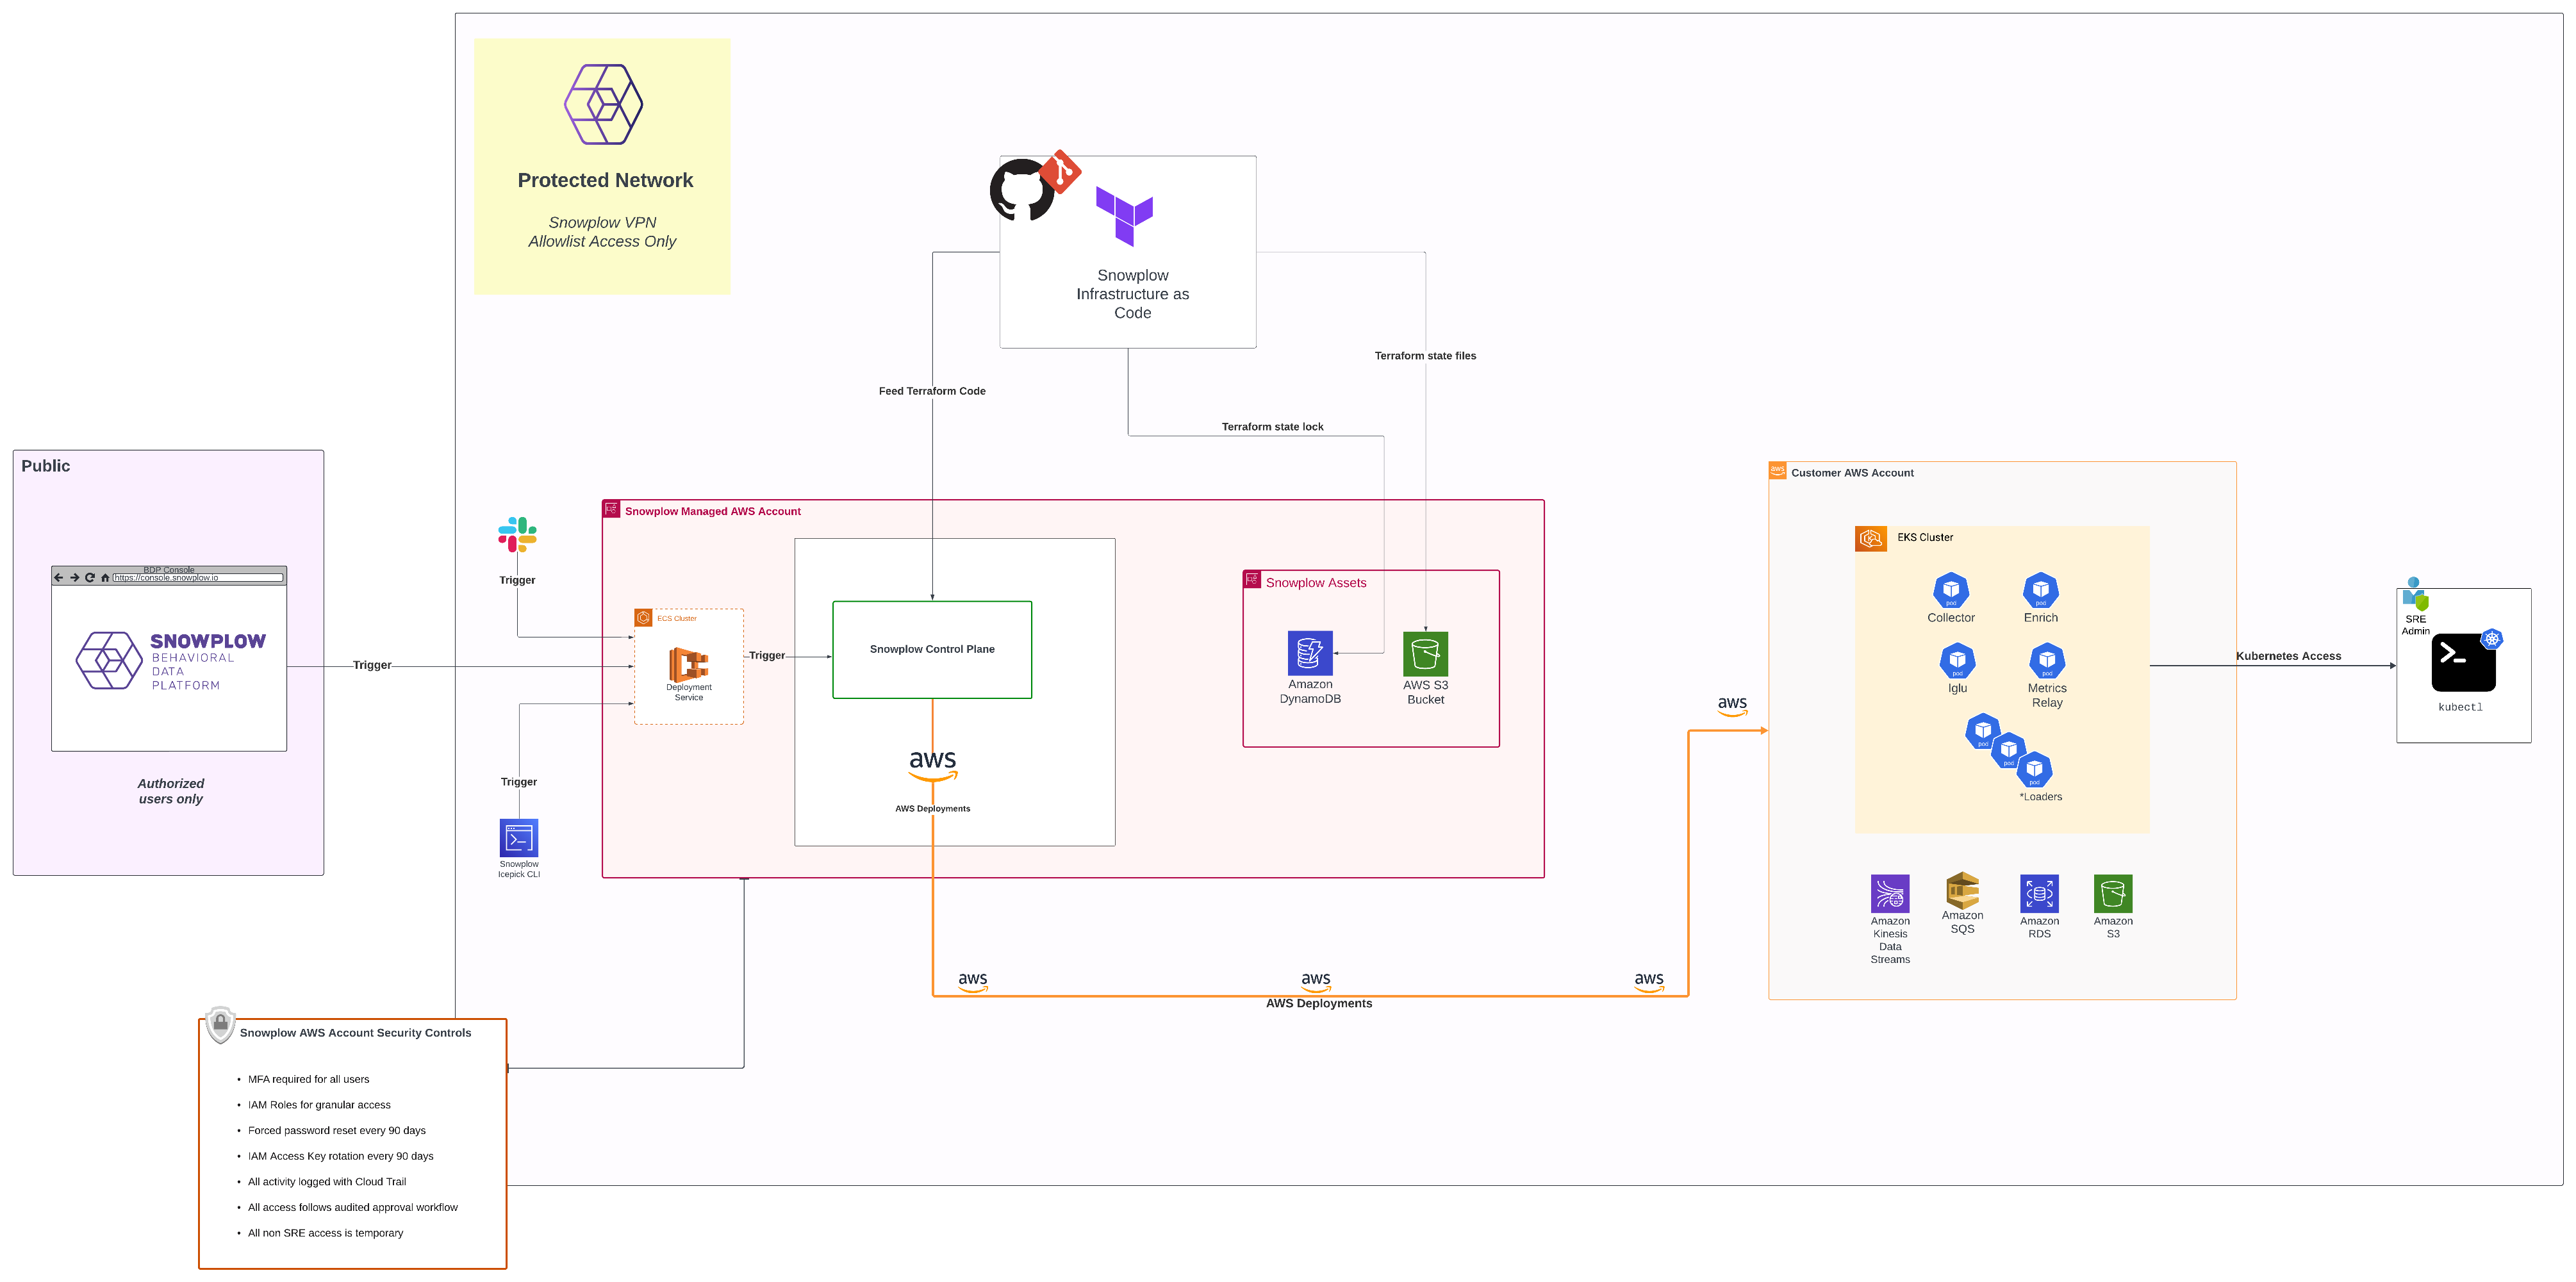 Protected Network
Snowplow VPN
Allowlist Access Only
Snowplow
Infrastructure as
Code
Terraform state files
Feed Terraform Code
Terraform state lock
Public
BDP Console
https://console.snowplow.io
SNOWPLOW
BEHAVIORAL
DATA
PLATFORM
Authorized
users only
Trigger
Trigger
Trigger
Snowplow
Icepick CLI
Snowplow Managed AWS Account
ECS Cluster
Deployment
Service
Trigger
Snowplow Control Plane
aws
AWS Deployments
Snowplow Assets
Amazon
DynamoDB
AWS S3
Bucket
aws
aws
aws
AWS Deployments
aws
aws
Customer AWS Account
EKS Cluster
pod
Collector
pod
Enrich
pod
Iglu
pod
Metrics
Relay
pod
pod
pod
*Loaders
Amazon
Kinesis
Data
Streams
Amazon
SQS
Amazon
RDS
Amazon
S3
Kubernetes Access
SRE
Admin
kubectl
Snowplow AWS Account Security Controls
• MFA required for all users
• IAM Roles for granular access
• Forced password reset every 90 days
• IAM Access Key rotation every 90 days
• All activity logged with Cloud Trail
• All access follows audited approval workflow
• All non SRE access is temporary